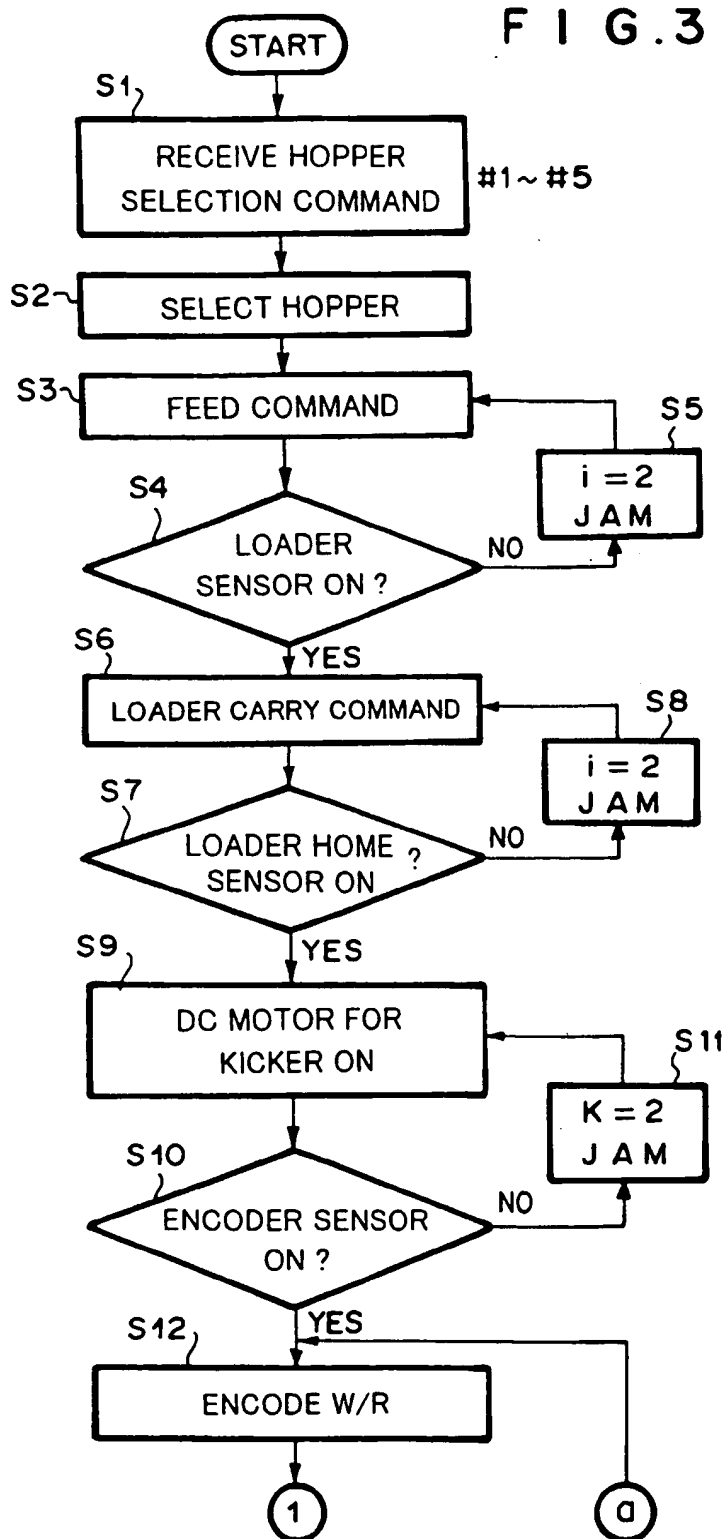 FIG.3
START
S1
RECEIVE HOPPER
SELECTION COMMAND
#1~#5
S2
SELECT HOPPER
S3
FEED COMMAND
S5
i=2
JAM
S4
LOADER
SENSOR ON?
NO
YES
S6
LOADER CARRY COMMAND
S8
i=2
JAM
S7
LOADER HOME ?
SENSOR ON
NO
YES
S9
DC MOTOR FOR
KICKER ON
S11
K=2
JAM
S10
ENCODER SENSOR
ON?
NO
YES
S12
ENCODE W/R
1
a